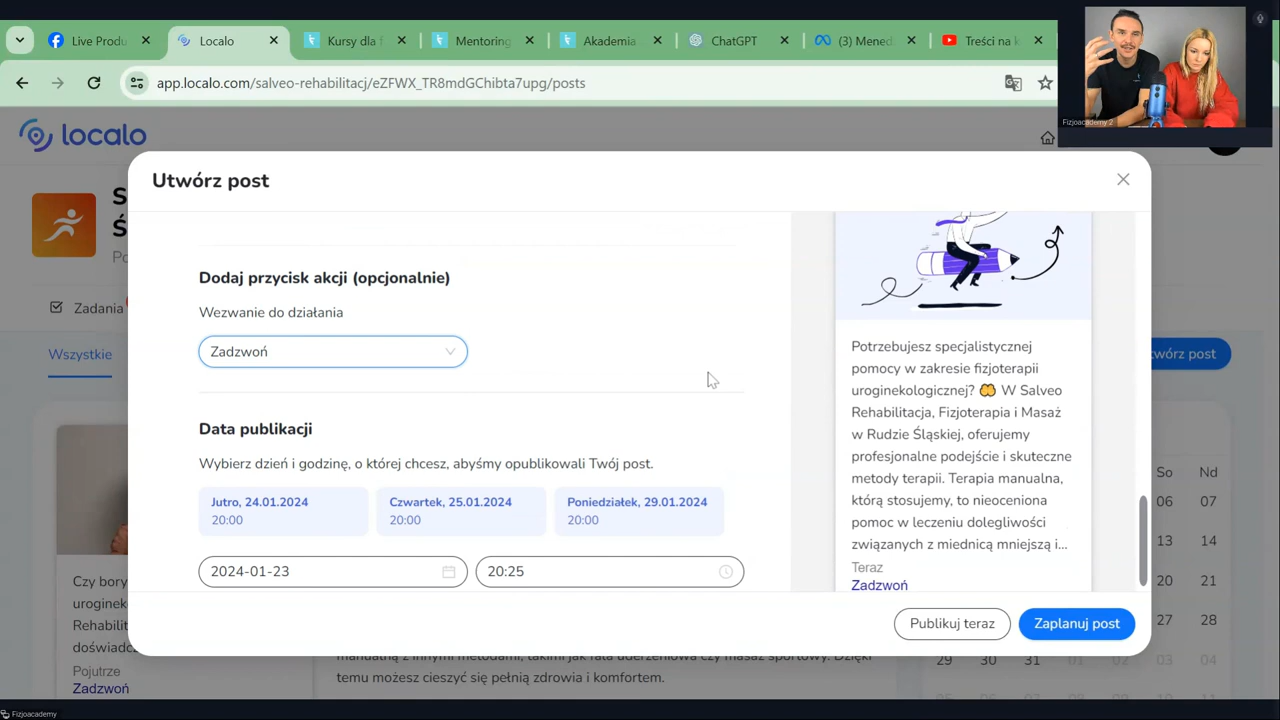 Live Produ
Localo
Kursy dla f
Mentoring
Akademia
ChatGPT
(3) Mened
Treści na k
app.localo.com/salveo-rehabilitacj/eZFWX_TR8mdGChibta7upg/posts
Fizjoacademy 2
localo
Utwórz post
S
Ś
Po
Zadania
Wszystkie
Dodaj przycisk akcji (opcjonalnie)
Wezwanie do działania
Zadzwoń
Data publikacji
Wybierz dzień i godzinę, o której chcesz, abyśmy opublikowali Twój post.
Jutro, 24.01.2024
20:00
Czwartek, 25.01.2024
20:00
Poniedziałek, 29.01.2024
20:00
2024-01-23
20:25
Potrzebujesz specjalistycznej
pomocy w zakresie fizjoterapii
uroginekologicznej? W Salveo
Rehabilitacja, Fizjoterapia i Masaż
w Rudzie Śląskiej, oferujemy
profesjonalne podejście i skuteczne
metody terapii. Terapia manualna,
którą stosujemy, to nieoceniona
pomoc w leczeniu dolegliwości
związanych z miednicą mniejszą i...
Teraz
Zadzwoń
Publikuj teraz
Zaplanuj post
wórz post
So Nd
06 07
13 14
20 21
27 28
29 30 31 01 02 03 04
Czy bory
uroginek
Rehabilit
doświadc
Pojutrze
Zadzwoń
manualną z innymi metodami, takimi jak fala uderzeniowa czy masaż sportowy. Dzięki
temu możesz cieszyć się pełnią zdrowia i komfortem.
Fizjoacademy